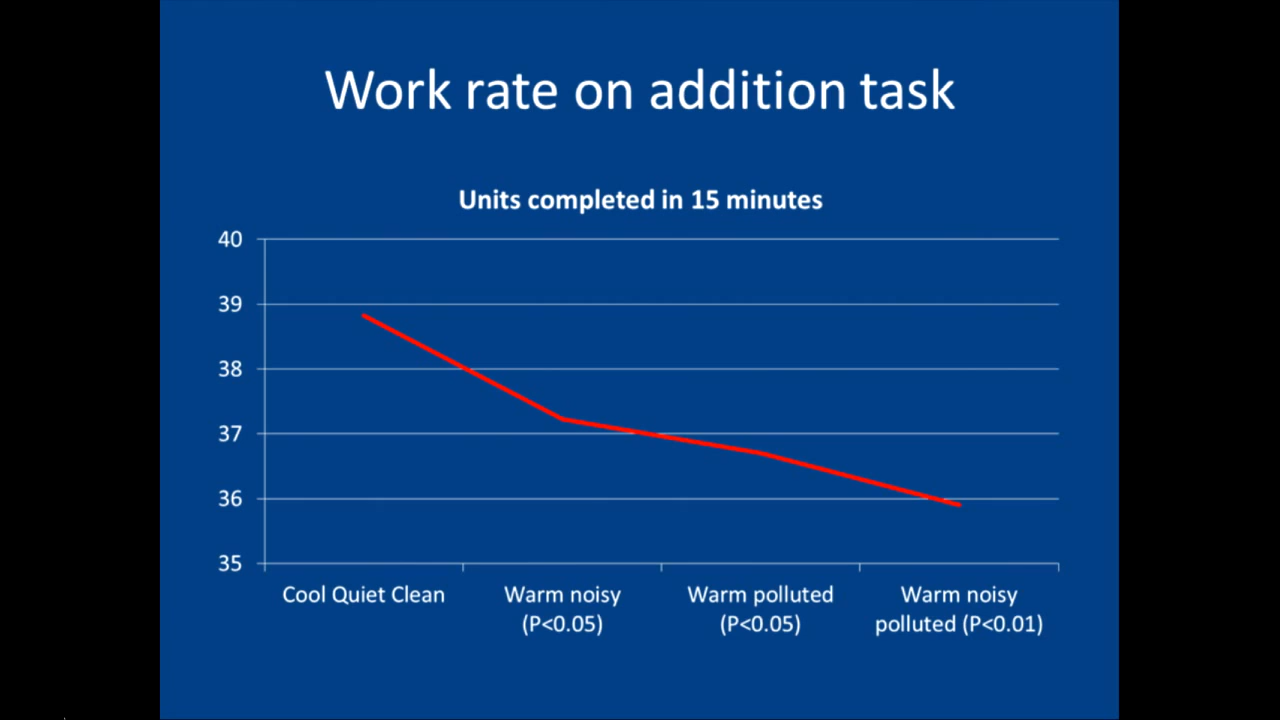 Work rate on addition task
Units completed in 15 minutes
40
39
38
37
36
35
Cool Quiet Clean
Warm noisy
(P<0.05)
Warm polluted
(P<0.05)
Warm noisy
polluted (P<0.01)